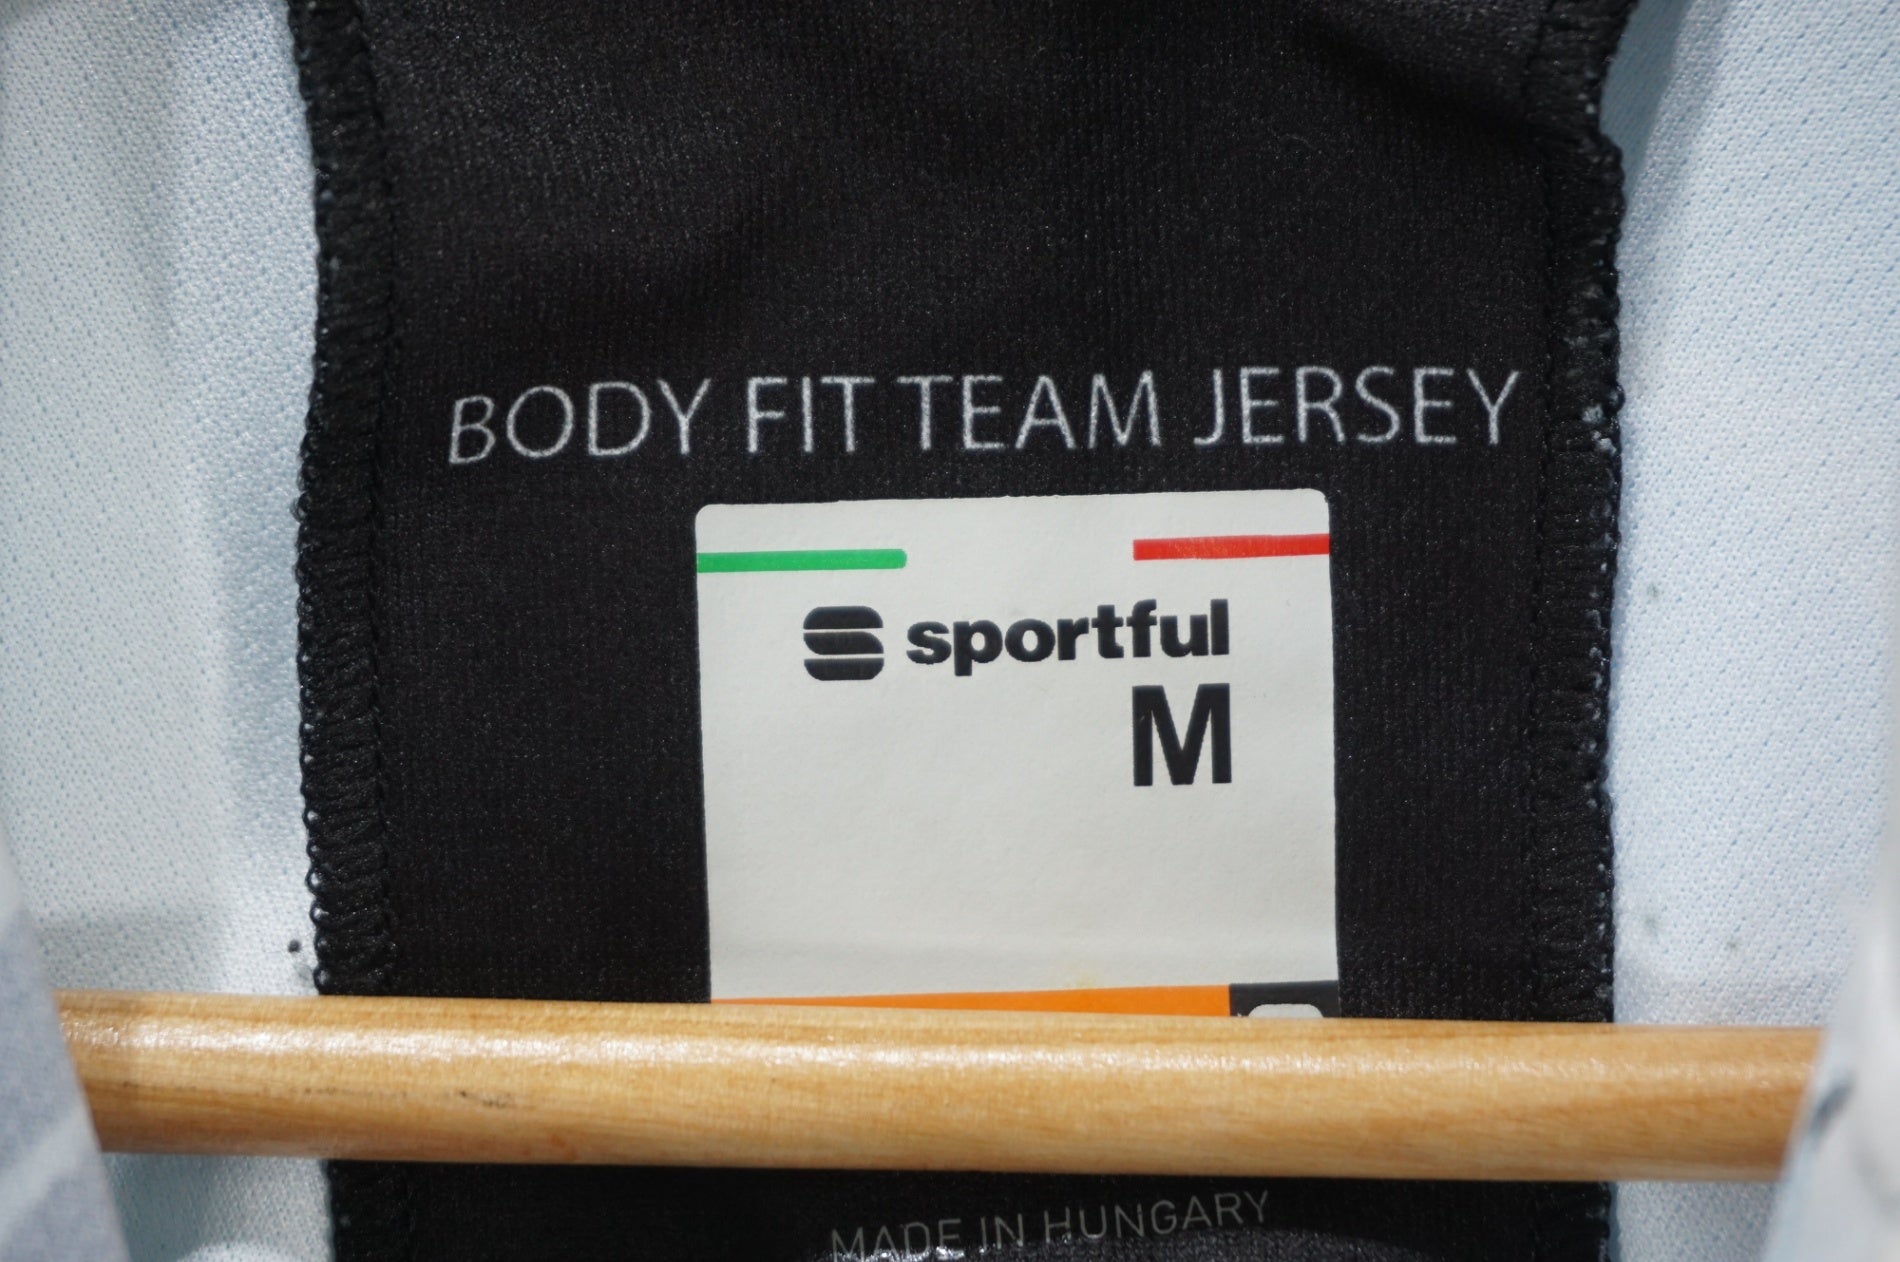 BODY FIT TEAM JERSEY
sportful
M
MADE IN HUNGARY